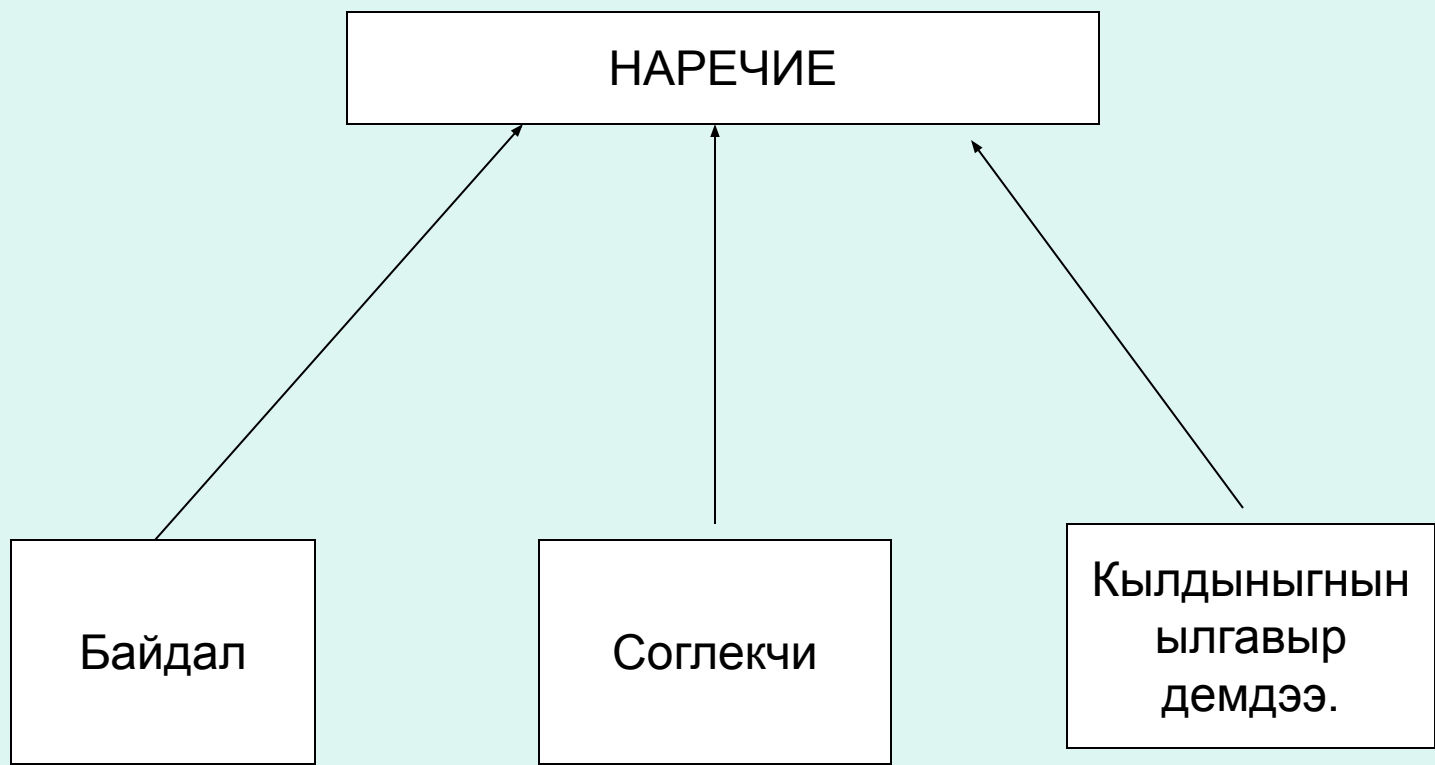 НАРЕЧИЕ
Байдал
Соглекчи
Кылдыныгнын
ылгавыр
демдээ.